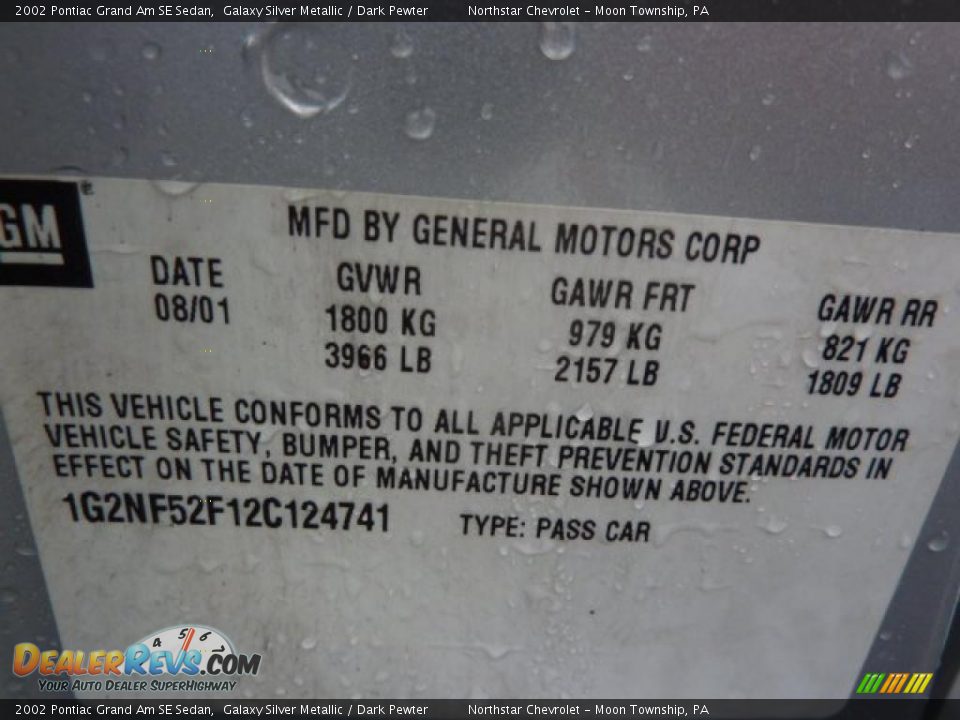 2002 Pontiac Grand Am SE Sedan, Galaxy Silver Metallic / Dark Pewter Northstar Chevrolet - Moon Township, PA
GM
MFD BY GENERAL MOTORS CORP
DATE GVWR GAWR FRT GAWR RR
08/01 1800 KG 979 KG 821 KG
3966 LB 2157 LB 1809 LB
THIS VEHICLE CONFORMS TO ALL APPLICABLE U.S. FEDERAL MOTOR
VEHICLE SAFETY, BUMPER, AND THEFT PREVENTION STANDARDS IN
EFFECT ON THE DATE OF MANUFACTURE SHOWN ABOVE.
1G2NF52F12C124741 TYPE: PASS CAR
4 5 6 7
DEALERREVS.COM
YOUR AUTO DEALER SUPERHIGHWAY
2002 Pontiac Grand Am SE Sedan, Galaxy Silver Metallic / Dark Pewter Northstar Chevrolet - Moon Township, PA